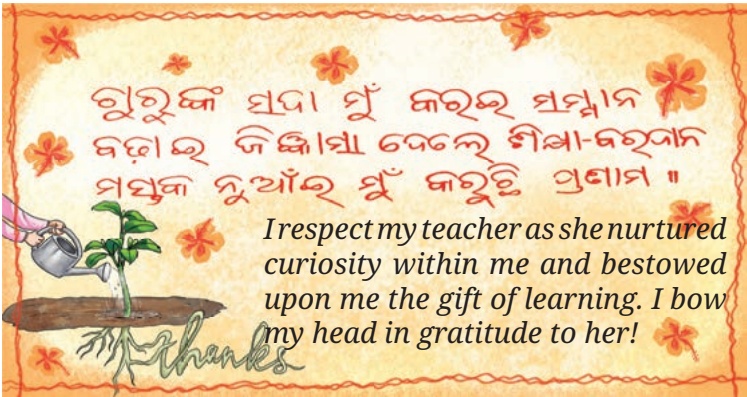 ଗୁରୁଙ୍କ ସଦା ମୁଁ କରଇ ସମ୍ମାନ
ବଢ଼ାଇ ଜିଜ୍ଞାସା ଦେଲେ ଶିକ୍ଷା-ବରଦାନ
ମସ୍ତକ ନୁଆଁଇ ମୁଁ କରୁଛି ପ୍ରଣାମ ॥
I respect my teacher as she nurtured
curiosity within me and bestowed
upon me the gift of learning. I bow
my head in gratitude to her!
thanks